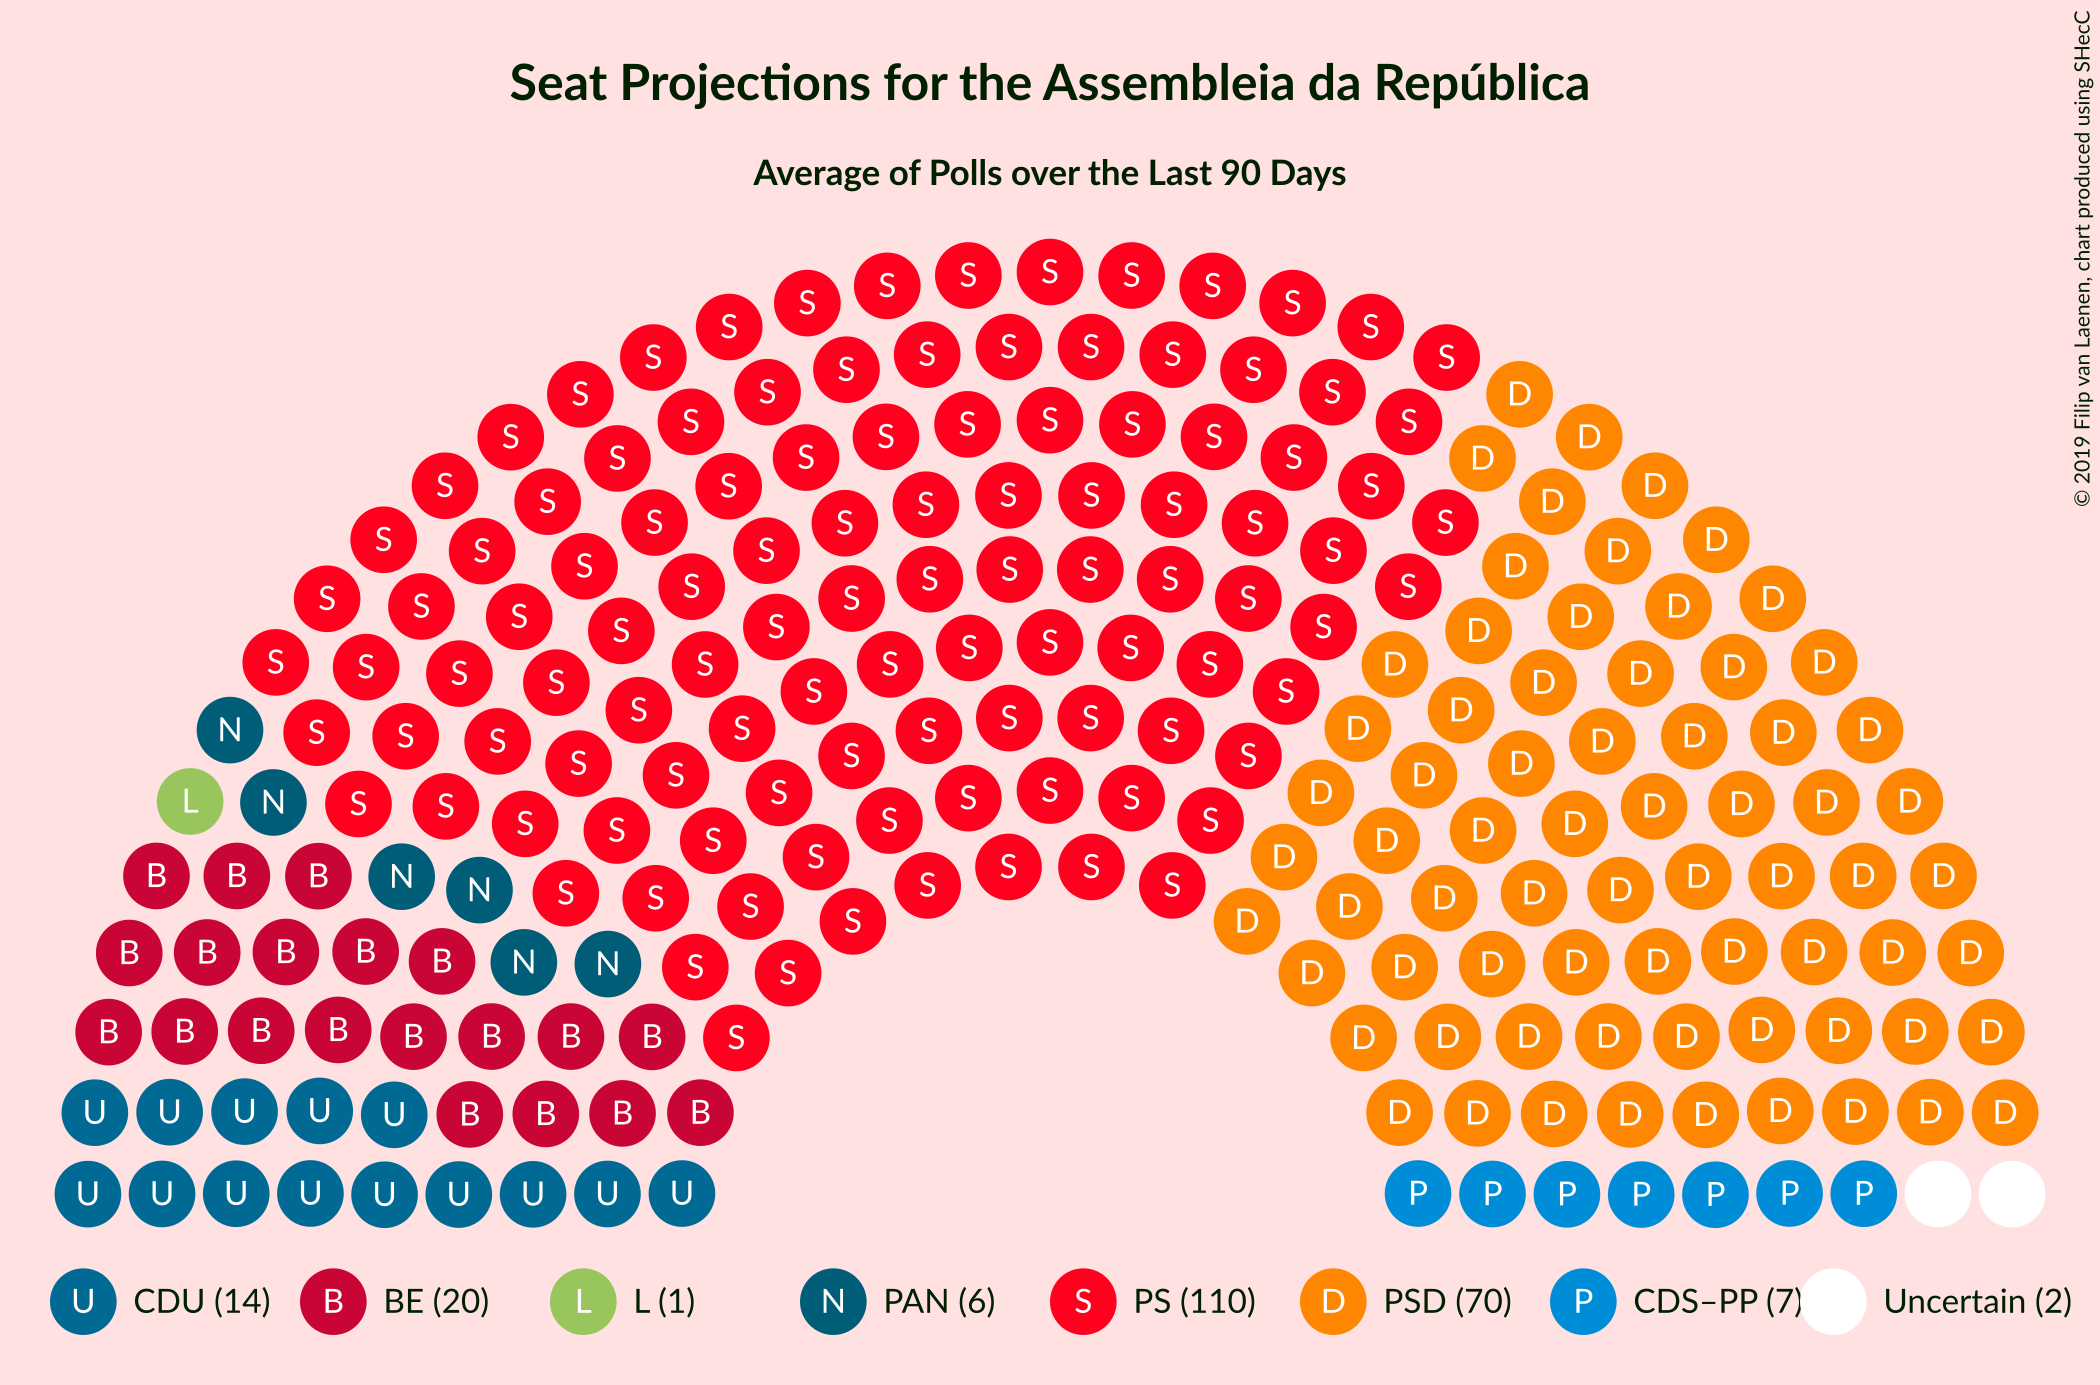 Seat Projections for the Assembleia da República
Average of Polls over the Last 90 Days
© 2019 Filip van Laenen, chart produced using SHecC
S S S S S S S S S S S S S S S S S S S S S S S S S S S S S S S S S S S S S S S S S S S S S S S S S S S S S S S S S S S S S S S S S S S S S S S S S S S S S S S S S S S S S S S S S S S S S S S S S S S S S S S S S S S S S S
D D D D D D D D D D D D D D D D D D D D D D D D D D D D D D D D D D D D D D D D D D D D D D D D D D D D D D D D D D D D D D D D D D D D D D
N N N N N N
L
B B B B B B B B B B B B B B B B B B B B
U U U U U U U U U U U U U U
P P P P P P P
U CDU (14) B BE (20) L L (1) N PAN (6) S PS (110) D PSD (70) P CDS–PP (7) Uncertain (2)